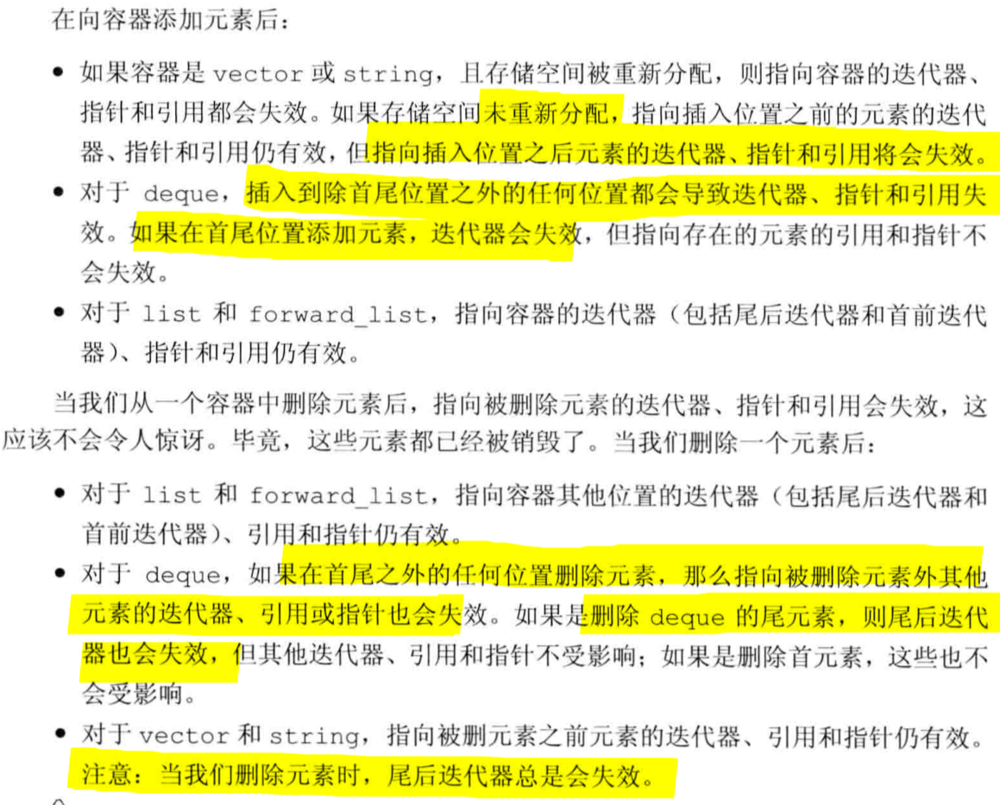 在向容器添加元素后：
● 如果容器是 vector 或 string，且存储空间被重新分配，则指向容器的迭代器、
指针和引用都会失效。如果存储空间未重新分配，指向插入位置之前的元素的迭代
器、指针和引用仍有效，但指向插入位置之后元素的迭代器、指针和引用将会失效。
● 对于 deque，插入到除首尾位置之外的任何位置都会导致迭代器、指针和引用失
效。如果在首尾位置添加元素，迭代器会失效，但指向存在的元素的引用和指针不
会失效。
● 对于 list 和 forward_list，指向容器的迭代器（包括尾后迭代器和首前迭代
器）、指针和引用仍有效。
当我们从一个容器中删除元素后，指向被删除元素的迭代器、指针和引用会失效，这
应该不会令人惊讶。毕竟，这些元素都已经被销毁了。当我们删除一个元素后：
● 对于 list 和 forward_list，指向容器其他位置的迭代器（包括尾后迭代器和
首前迭代器）、引用和指针仍有效。
● 对于 deque，如果在首尾之外的任何位置删除元素，那么指向被删除元素外其他
元素的迭代器、引用或指针也会失效。如果是删除 deque 的尾元素，则尾后迭代
器也会失效，但其他迭代器、引用和指针不受影响；如果是删除首元素，这些也不
会受影响。
● 对于 vector 和 string，指向被删元素之前元素的迭代器、引用和指针仍有效。
注意：当我们删除元素时，尾后迭代器总是会失效。